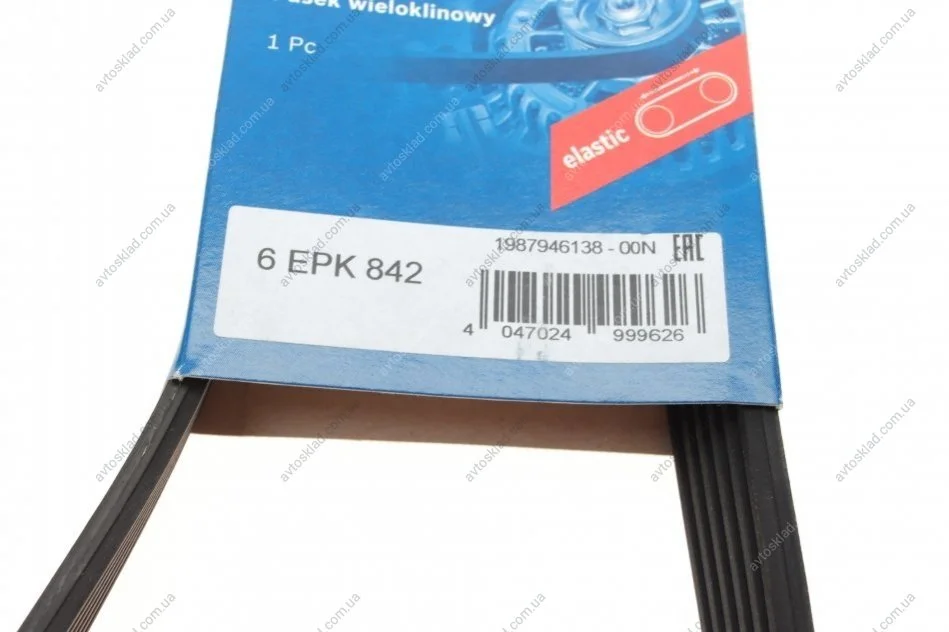 wieloklinowy
1 Pc
elastic
1987946138 - 00N EAC
6 EPK 842
4 047024 999626
avtosklad.com.ua